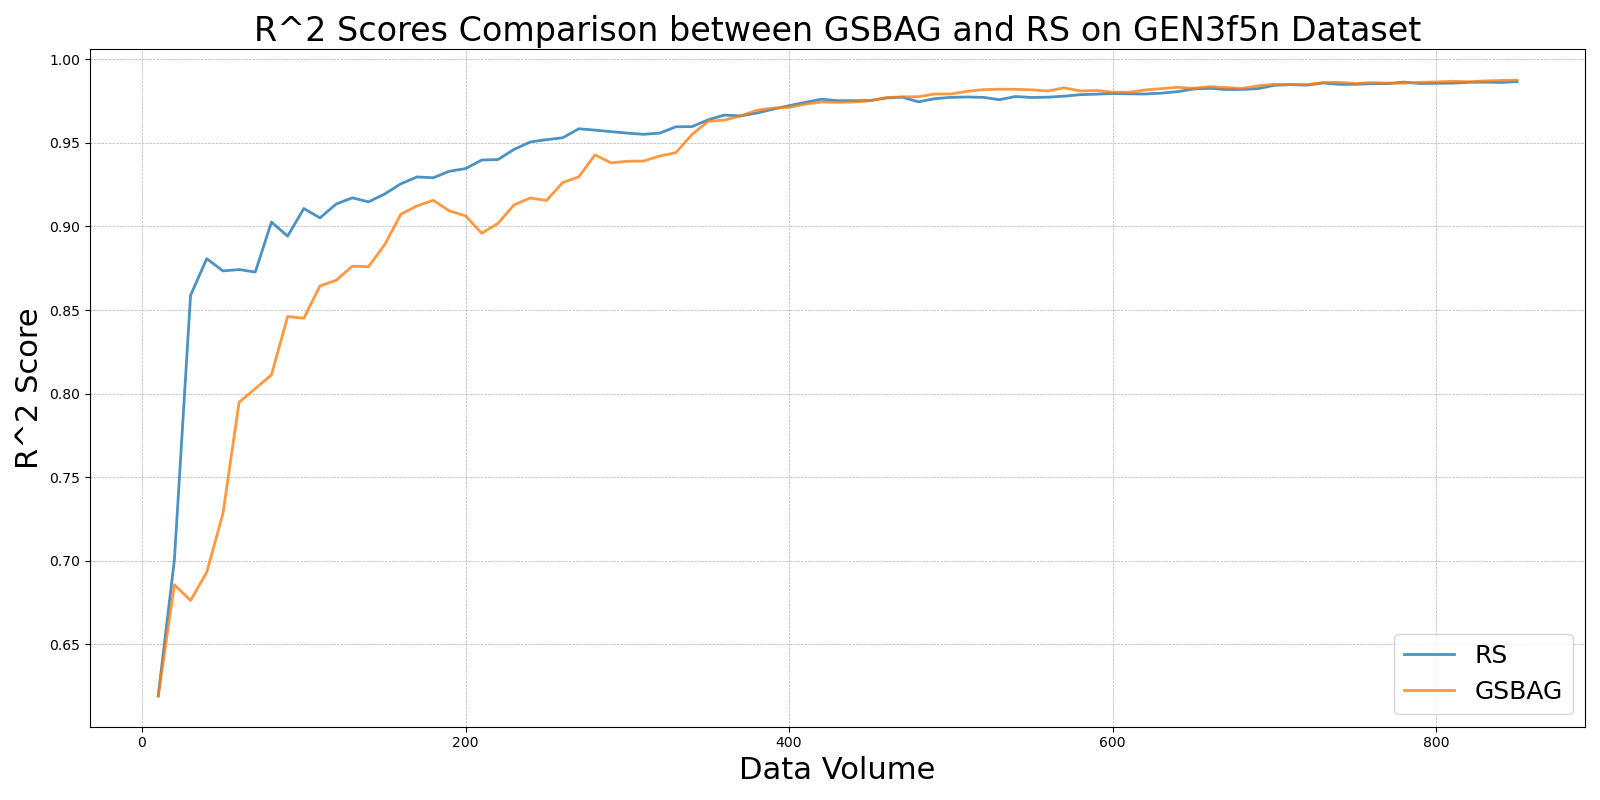 R^2 Scores Comparison between GSBAG and RS on GEN3f5n Dataset
R^2 Score
1.00
0.95
0.90
0.85
0.80
0.75
0.70
0.65
0 200 400 600 800
Data Volume
RS
GSBAG